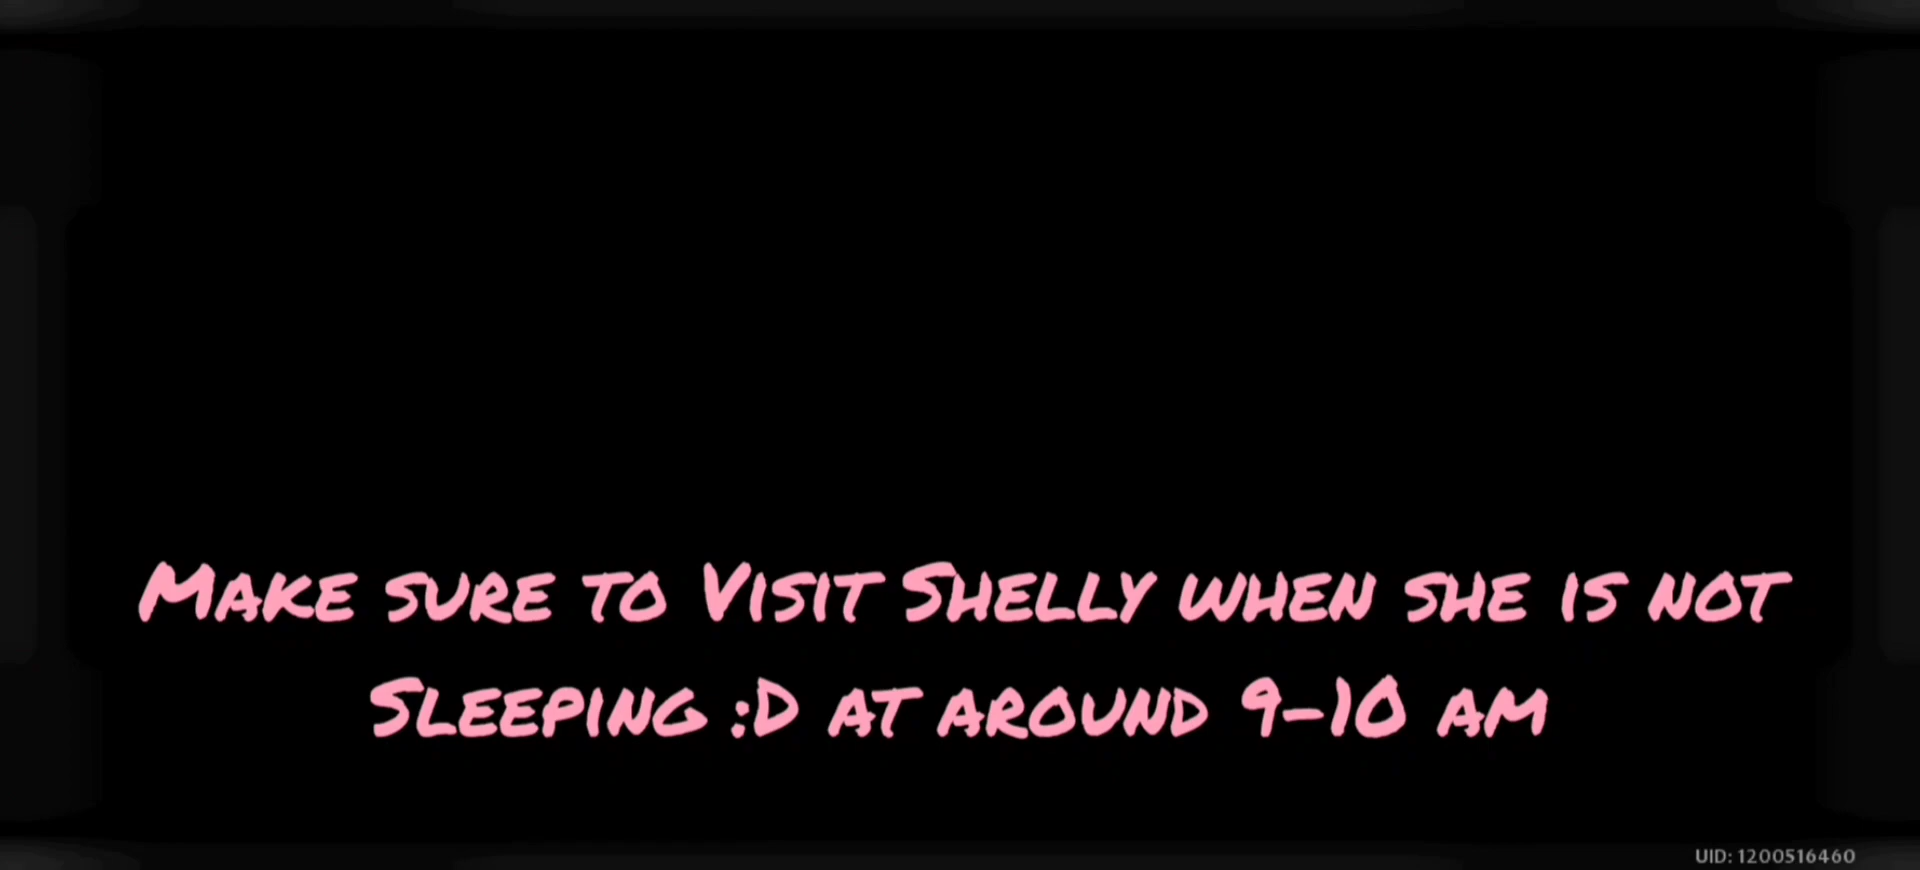 Make sure to Visit Shelly when she is not
Sleeping :D at around 9-10 am
UID: 1200516460